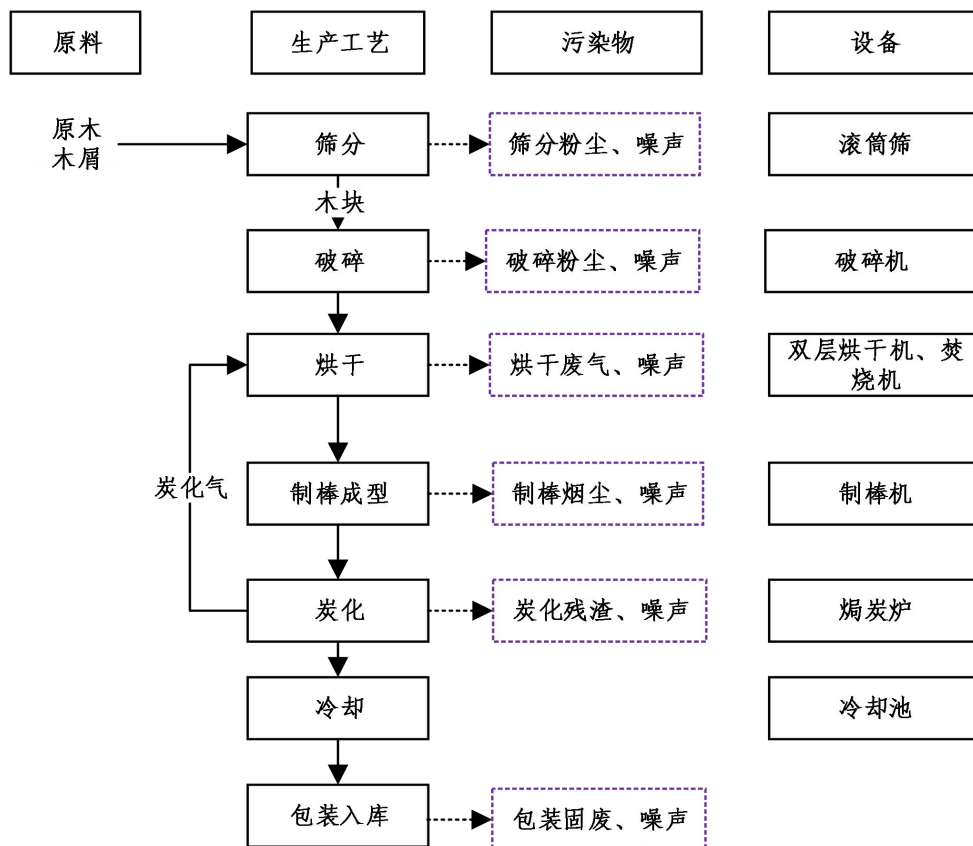 原料
生产工艺
污染物
设备
原木
木屑
筛分
筛分粉尘、噪声
滚筒筛
木块
破碎
破碎粉尘、噪声
破碎机
烘干
烘干废气、噪声
双层烘干机、焚
烧机
炭化气
制棒成型
制棒烟尘、噪声
制棒机
炭化
炭化残渣、噪声
焗炭炉
冷却
冷却池
包装入库
包装固废、噪声